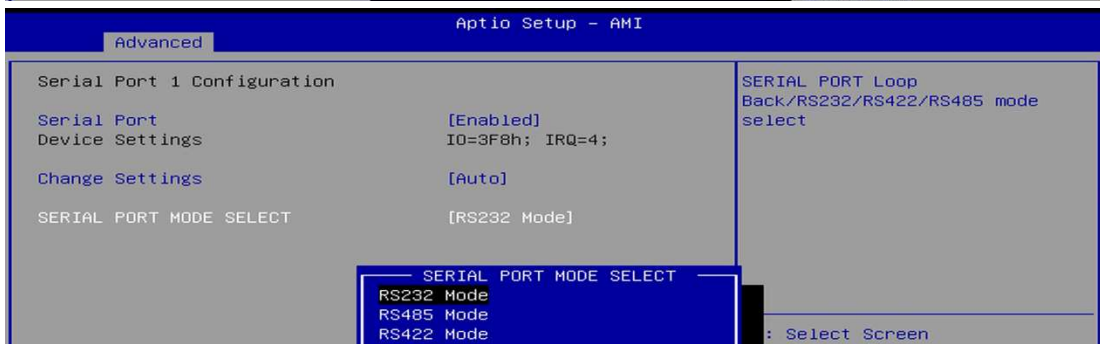 Aptio Setup - AMI
Advanced
Serial Port 1 Configuration
Serial Port [Enabled]
Device Settings IO=3F8h; IRQ=4;
Change Settings [Auto]
SERIAL PORT MODE SELECT [RS232 Mode]
SERIAL PORT Loop
Back/RS232/RS422/RS485 mode
select
SERIAL PORT MODE SELECT
RS232 Mode
RS485 Mode
RS422 Mode
: Select Screen